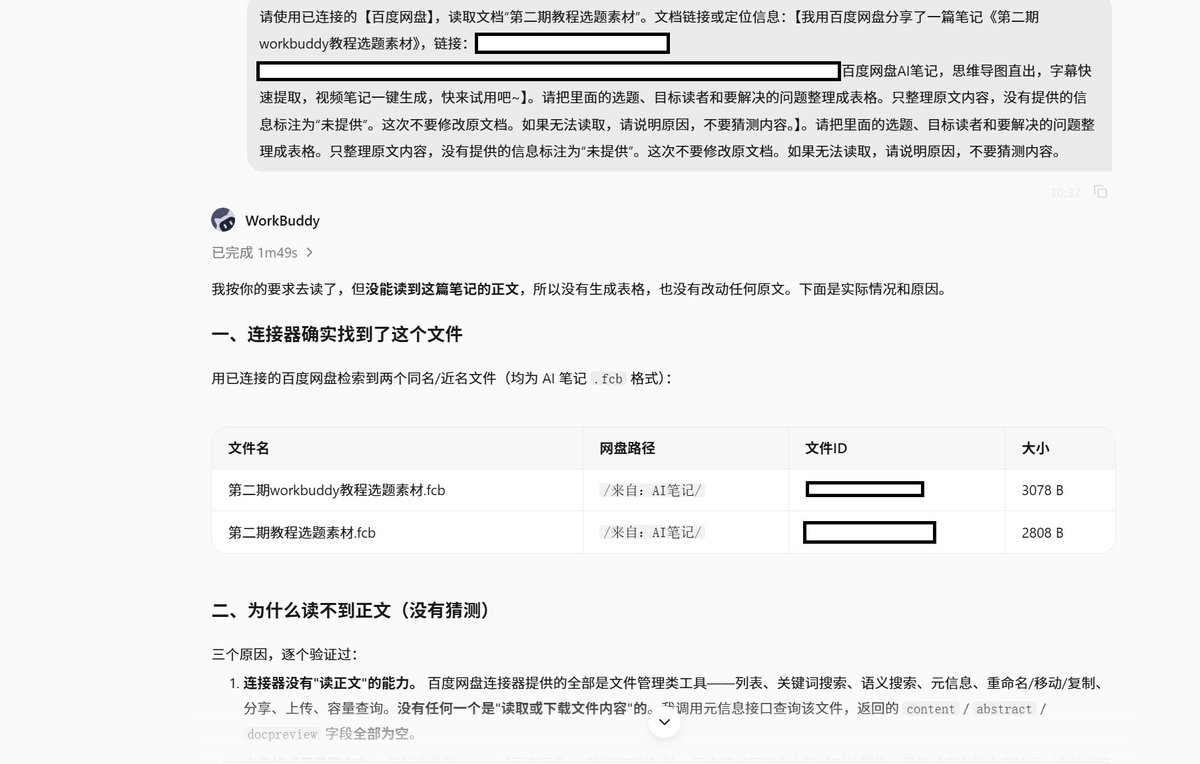 请使用已连接的【百度网盘】，读取文档“第二期教程选题素材”。文档链接或定位信息：【我用百度网盘分享了一篇笔记《第二期
workbuddy教程选题素材》，链接：
百度网盘AI笔记，思维导图直出，字幕快
速提取，视频笔记一键生成，快来试用吧~】。请把里面的选题、目标读者和要解决的问题整理成表格。只整理原文内容，没有提供的信
息标注为“未提供”。这次不要修改原文档。如果无法读取，请说明原因，不要猜测内容。】。请把里面的选题、目标读者和要解决的问题整
理成表格。只整理原文内容，没有提供的信息标注为“未提供”。这次不要修改原文档。如果无法读取，请说明原因，不要猜测内容。
10:37
WorkBuddy
已完成 1m49s
我按你的要求去读了，但没能读到这篇笔记的正文，所以没有生成表格，也没有改动任何原文。下面是实际情况和原因。
一、连接器确实找到了这个文件
用已连接的百度网盘检索到两个同名/近名文件（均为 AI 笔记 .fcb 格式）：
文件名 网盘路径 文件ID 大小
第二期workbuddy教程选题素材.fcb /来自：AI笔记/ 3078 B
第二期教程选题素材.fcb /来自：AI笔记/ 2808 B
二、为什么读不到正文（没有猜测）
三个原因，逐个验证过：
1. 连接器没有"读正文"的能力。 百度网盘连接器提供的全部是文件管理类工具——列表、关键词搜索、语义搜索、元信息、重命名/移动/复制、
分享、上传、容量查询。没有任何一个是"读取或下载文件内容"的。我调用元信息接口查询该文件，返回的 content / abstract /
docpreview 字段全部为空。